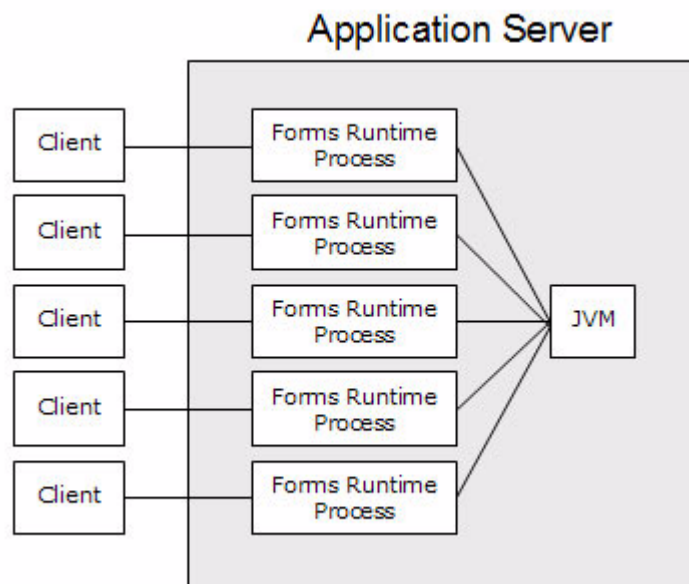 Application Server
Client
Forms Runtime
Process
Client
Forms Runtime
Process
Client
Forms Runtime
Process
JVM
Client
Forms Runtime
Process
Client
Forms Runtime
Process